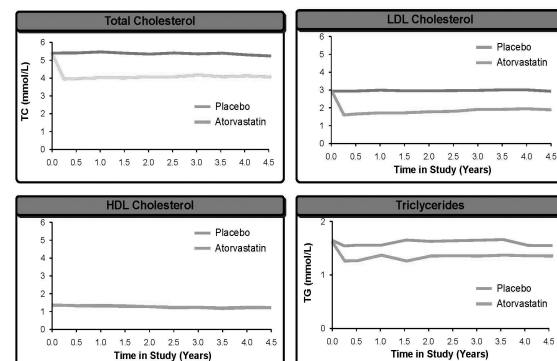 Total Cholesterol
6
5
4
3
2
1
0
TC (mmol/L)
Placebo
Atorvastatin
0.0 0.5 1.0 1.5 2.0 2.5 3.0 3.5 4.0 4.5
LDL Cholesterol
6
5
4
3
2
1
0
Placebo
Atorvastatin
0.0 0.5 1.0 1.5 2.0 2.5 3.0 3.5 4.0 4.5
Time in Study (Years)
HDL Cholesterol
6
5
4
3
2
1
0
Placebo
Atorvastatin
0.0 0.5 1.0 1.5 2.0 2.5 3.0 3.5 4.0 4.5
Time in Study (Years)
Triclycerides
2
1
0
TG (mmol/L)
Placebo
Atorvastatin
0.0 0.5 1.0 1.5 2.0 2.5 3.0 3.5 4.0 4.5
Time in Study (Years)